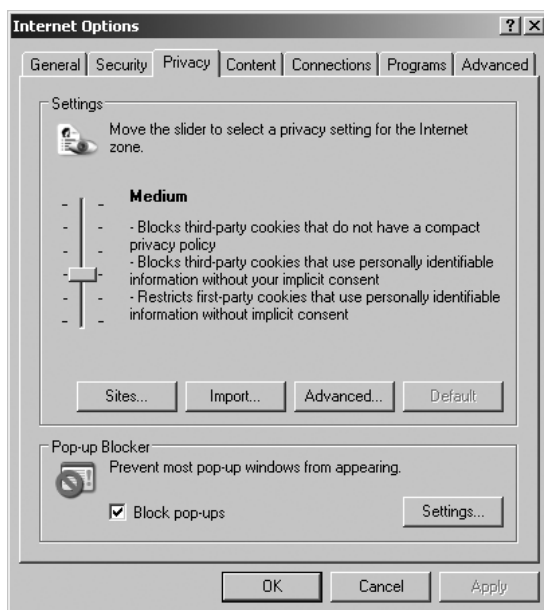 Internet Options
General Security Privacy Content Connections Programs Advanced
Settings
Move the slider to select a privacy setting for the Internet
zone.
Medium
- Blocks third-party cookies that do not have a compact
privacy policy
- Blocks third-party cookies that use personally identifiable
information without your implicit consent
- Restricts first-party cookies that use personally identifiable
information without implicit consent
Sites... Import... Advanced... Default
Pop-up Blocker
Prevent most pop-up windows from appearing.
Block pop-ups Settings...
OK Cancel Apply